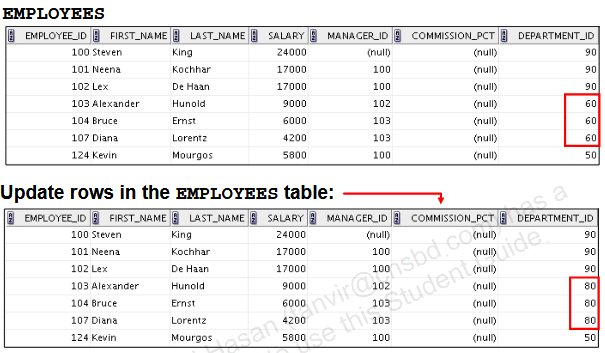 EMPLOYEES
EMPLOYEE_ID FIRST_NAME LAST_NAME SALARY MANAGER_ID COMMISSION_PCT DEPARTMENT_ID
100 Steven King 24000 (null) (null) 90
101 Neena Kochhar 17000 100 (null) 90
102 Lex De Haan 17000 100 (null) 90
103 Alexander Hunold 9000 102 (null) 60
104 Bruce Ernst 6000 103 (null) 60
107 Diana Lorentz 4200 103 (null) 60
124 Kevin Mourgos 5800 100 (null) 50
Update rows in the EMPLOYEES table:
EMPLOYEE_ID FIRST_NAME LAST_NAME SALARY MANAGER_ID COMMISSION_PCT DEPARTMENT_ID
100 Steven King 24000 (null) (null) 90
101 Neena Kochhar 17000 100 (null) 90
102 Lex De Haan 17000 100 (null) 90
103 Alexander Hunold 9000 102 (null) 80
104 Bruce Ernst 6000 103 (null) 80
107 Diana Lorentz 4200 103 (null) 80
124 Kevin Mourgos 5800 100 (null) 50
Hasan has a
use this Student Guide.